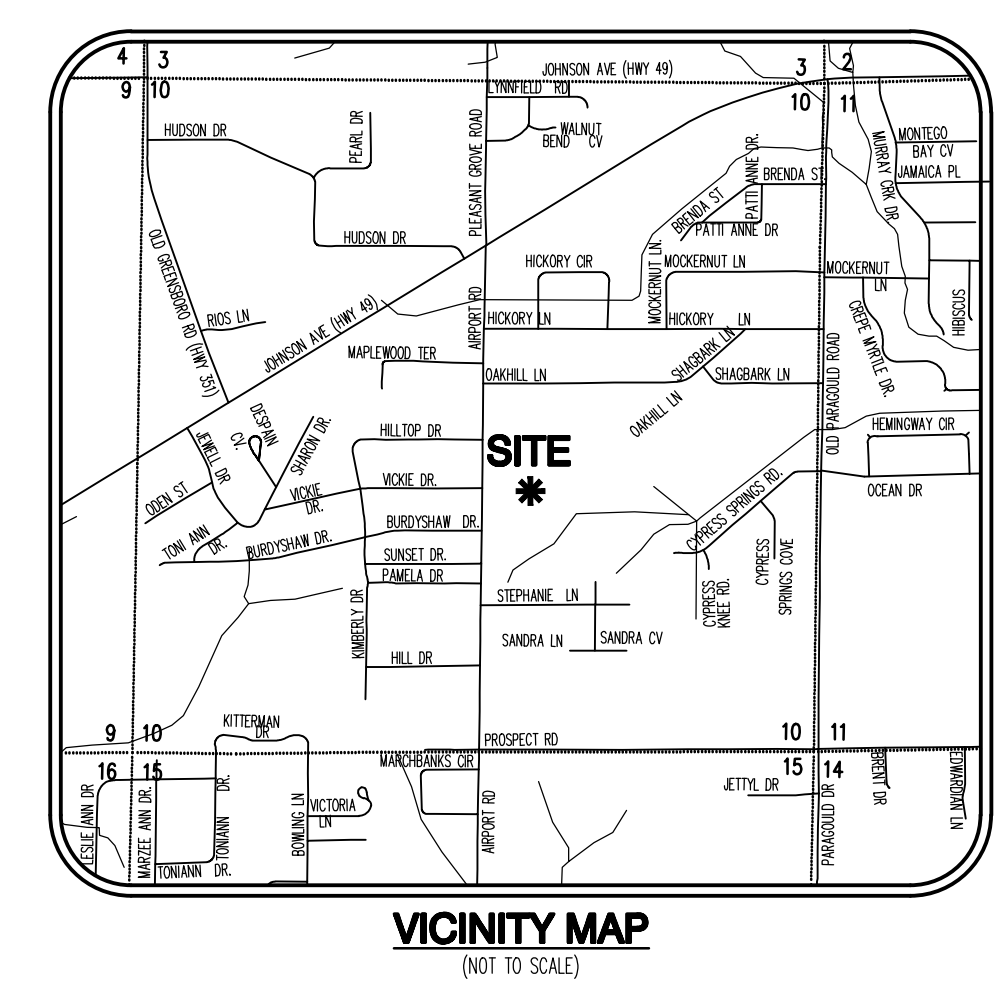 4 3
9 10
JOHNSON AVE (HWY 49)
3 2
10 11
LYNNFIELD RD
WALNUT
BEND CV
HUDSON DR
PEARL DR
PLEASANT GROVE ROAD
MURRAY CRK DR
MONTEGO
BAY CV
JAMAICA PL
BRENDA ST
PATTI ANNE DR.
BRENDA ST
PATTI ANNE DR
HUDSON DR
OLD GREENSBORO RD (HWY 351)
HICKORY CIR
MOCKERNUT LN.
MOCKERNUT LN
MOCKERNUT
LN
HIBISCUS
RIOS LN
JOHNSON AVE (HWY 49)
AIRPORT RD
HICKORY LN
HICKORY LN
CREPE MYRTLE DR.
MAPLEWOOD TER
OAKHILL LN
SHAGBARK LN
SHAGBARK LN
OAKHILL LN
OLD PARAGOULD ROAD
DESPAIN
CV.
SHARON DR.
JEWELL DR
HILLTOP DR
SITE
HEMINGWAY CIR
ODEN ST
VICKIE
DR.
VICKIE DR.
OCEAN DR
TONI ANN
DR.
BURDYSHAW DR.
BURDYSHAW DR.
CYPRESS SPRINGS RD.
SUNSET DR.
PAMELA DR
CYPRESS
SPRINGS COVE
CYPRESS
KNEE RD.
KIMBERLY DR
STEPHANIE LN
SANDRA LN
SANDRA CV
HILL DR
KITTERMAN
DR
9 10
PROSPECT RD
10 11
16 15
MARCHBANKS CIR
15 14
JETTYL DR
BRENT DR
EDWARDIAN LN
LESLIE ANN DR
MARZEE ANN DR.
TONIANN DR.
BOWLING LN
VICTORIA
LN
AIRPORT RD
PARAGOULD DR
TONIANN DR.
VICINITY MAP
(NOT TO SCALE)